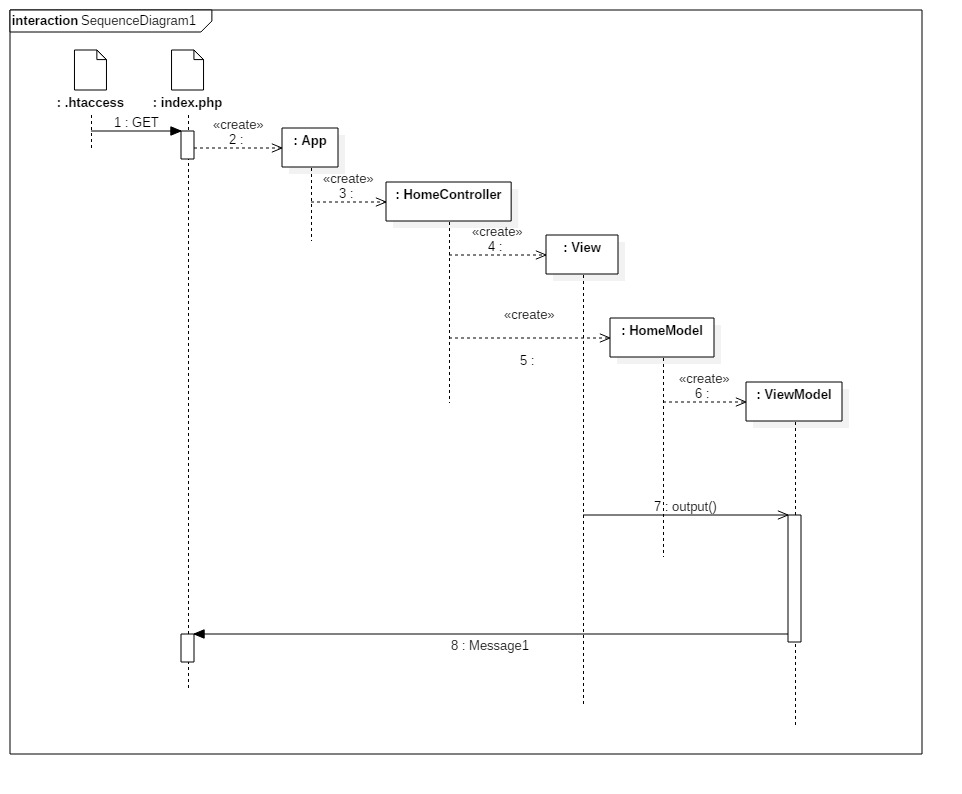 interaction SequenceDiagram1
: .htaccess
: index.php
1 : GET
«create»
2 :
: App
«create»
3 :
: HomeController
«create»
4 :
: View
«create»
5 :
: HomeModel
«create»
6 :
: ViewModel
7 : output()
8 : Message1